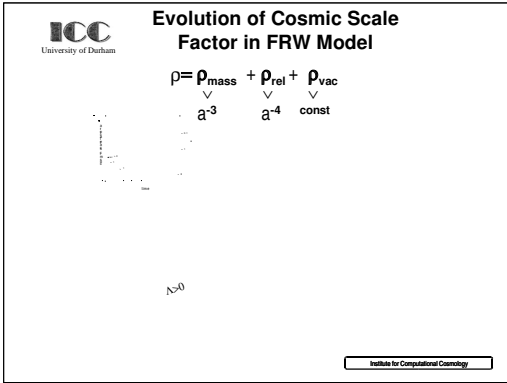 ICC
University of Durham
Evolution of Cosmic Scale
Factor in FRW Model
ρ= ρmass + ρrel + ρvac
a-3 a-4 const
time
Λ>0
Institute for Computational Cosmology